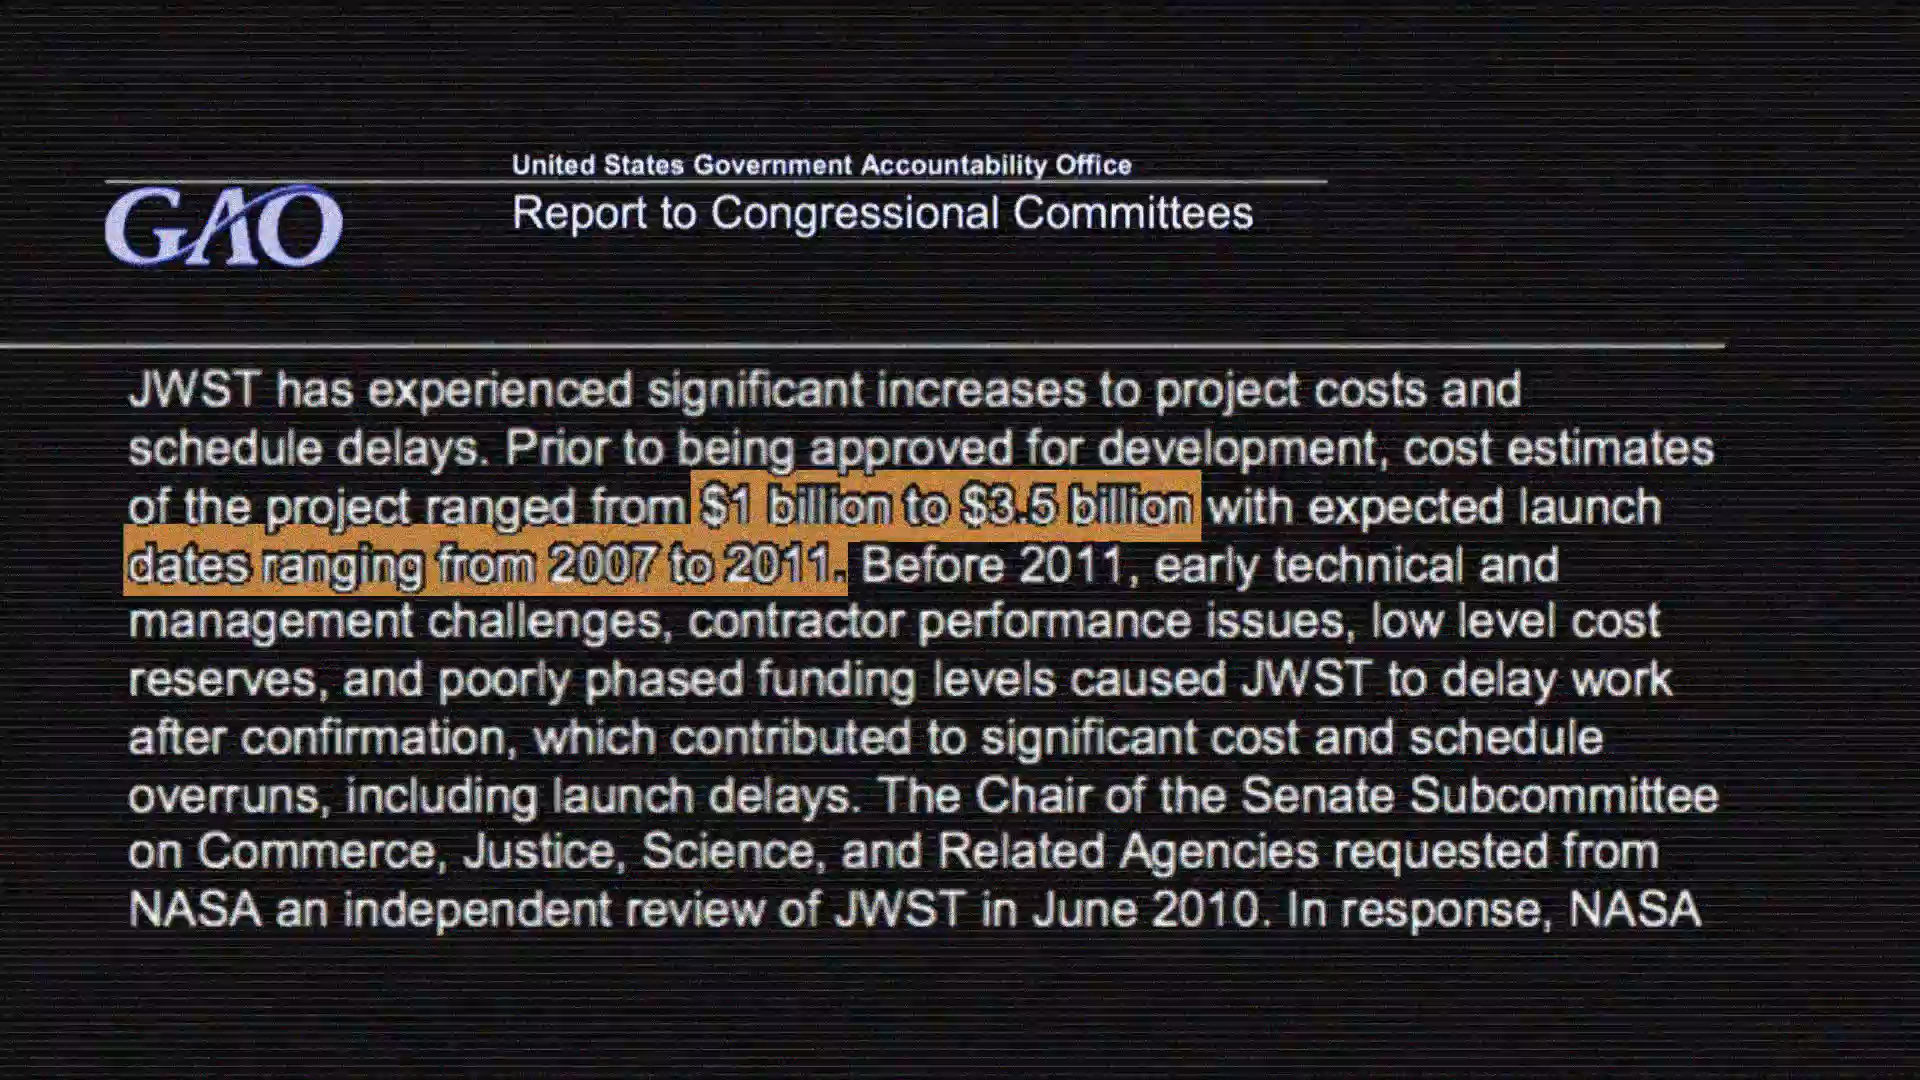 United States Government Accountability Office
GAO
Report to Congressional Committees
JWST has experienced significant increases to project costs and
schedule delays. Prior to being approved for development, cost estimates
of the project ranged from $1 billion to $3.5 billion with expected launch
dates ranging from 2007 to 2011. Before 2011, early technical and
management challenges, contractor performance issues, low level cost
reserves, and poorly phased funding levels caused JWST to delay work
after confirmation, which contributed to significant cost and schedule
overruns, including launch delays. The Chair of the Senate Subcommittee
on Commerce, Justice, Science, and Related Agencies requested from
NASA an independent review of JWST in June 2010. In response, NASA